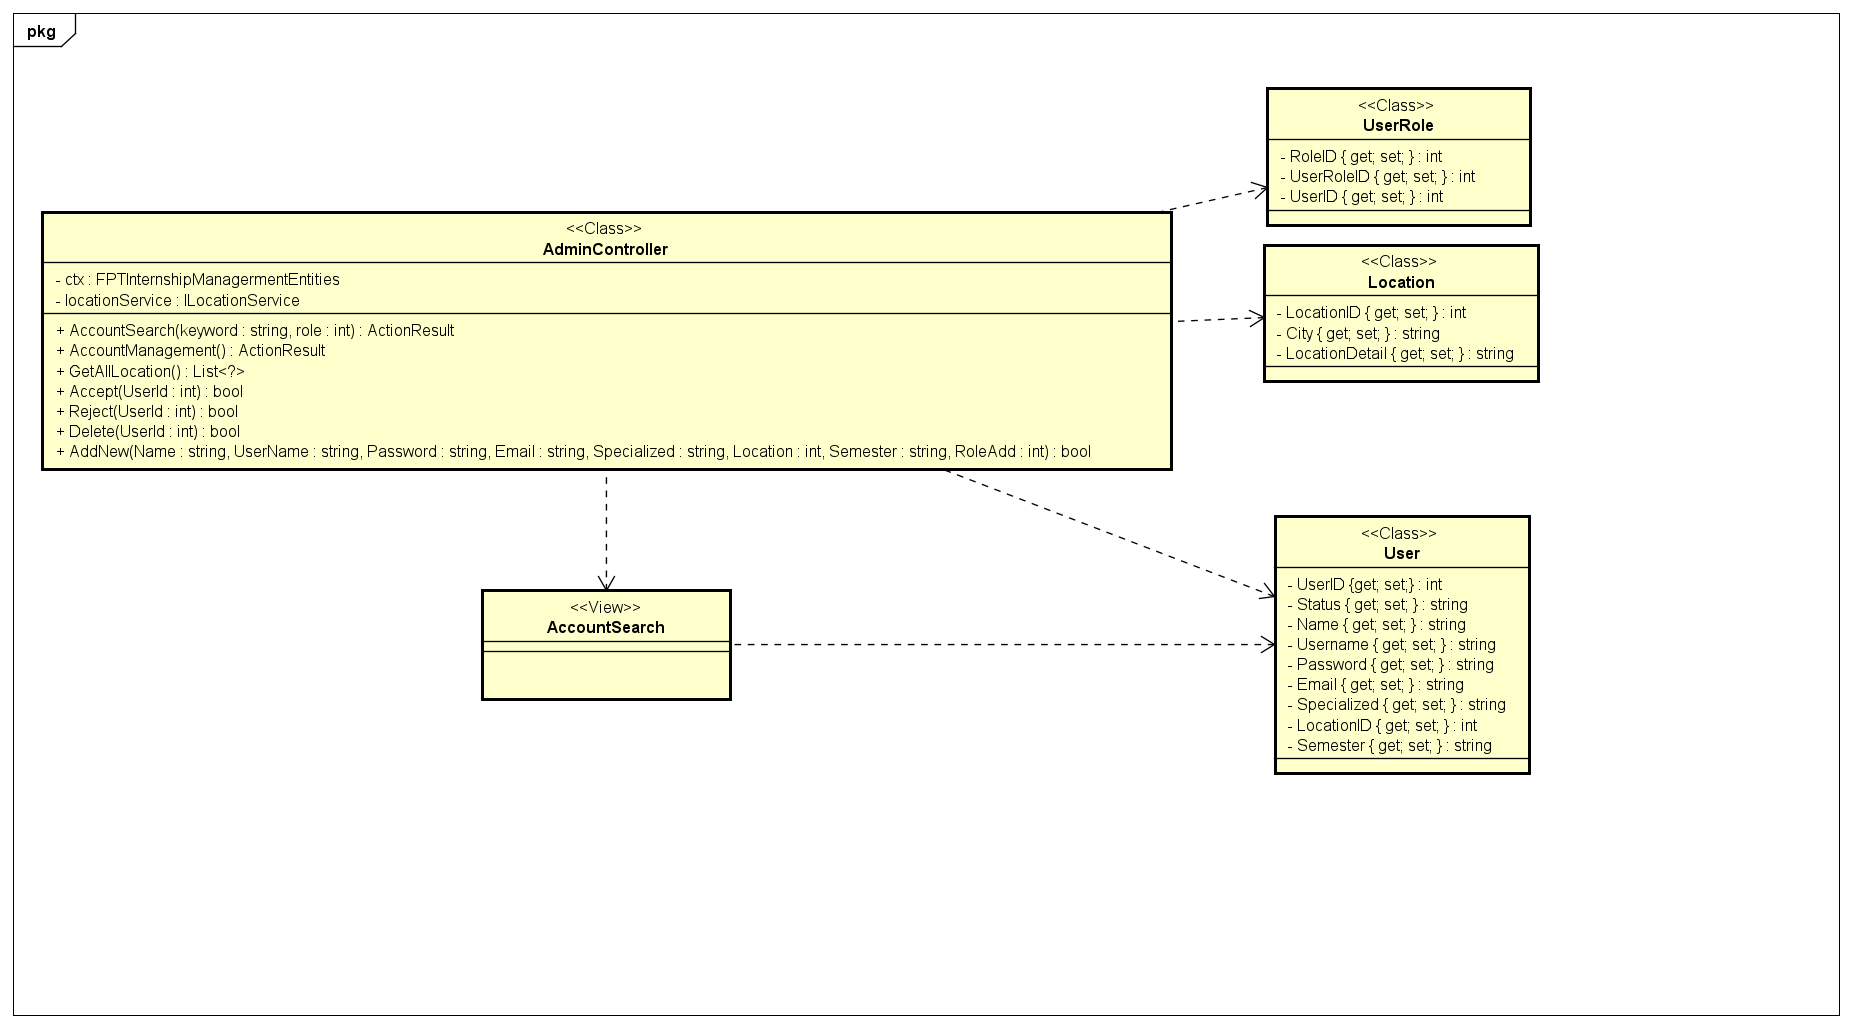 pkg
<<Class>>
UserRole
- RoleID { get; set; } : int
- UserRoleID { get; set; } : int
- UserID { get; set; } : int
<<Class>>
AdminController
- ctx : FPTInternshipManagermentEntities
- locationService : ILocationService
+ AccountSearch(keyword : string, role : int) : ActionResult
+ AccountManagement() : ActionResult
+ GetAllLocation() : List<?>
+ Accept(UserId : int) : bool
+ Reject(UserId : int) : bool
+ Delete(UserId : int) : bool
+ AddNew(Name : string, UserName : string, Password : string, Email : string, Specialized : string, Location : int, Semester : string, RoleAdd : int) : bool
<<Class>>
Location
- LocationID { get; set; } : int
- City { get; set; } : string
- LocationDetail { get; set; } : string
<<View>>
AccountSearch
<<Class>>
User
- UserID {get; set;} : int
- Status { get; set; } : string
- Name { get; set; } : string
- Username { get; set; } : string
- Password { get; set; } : string
- Email { get; set; } : string
- Specialized { get; set; } : string
- LocationID { get; set; } : int
- Semester { get; set; } : string